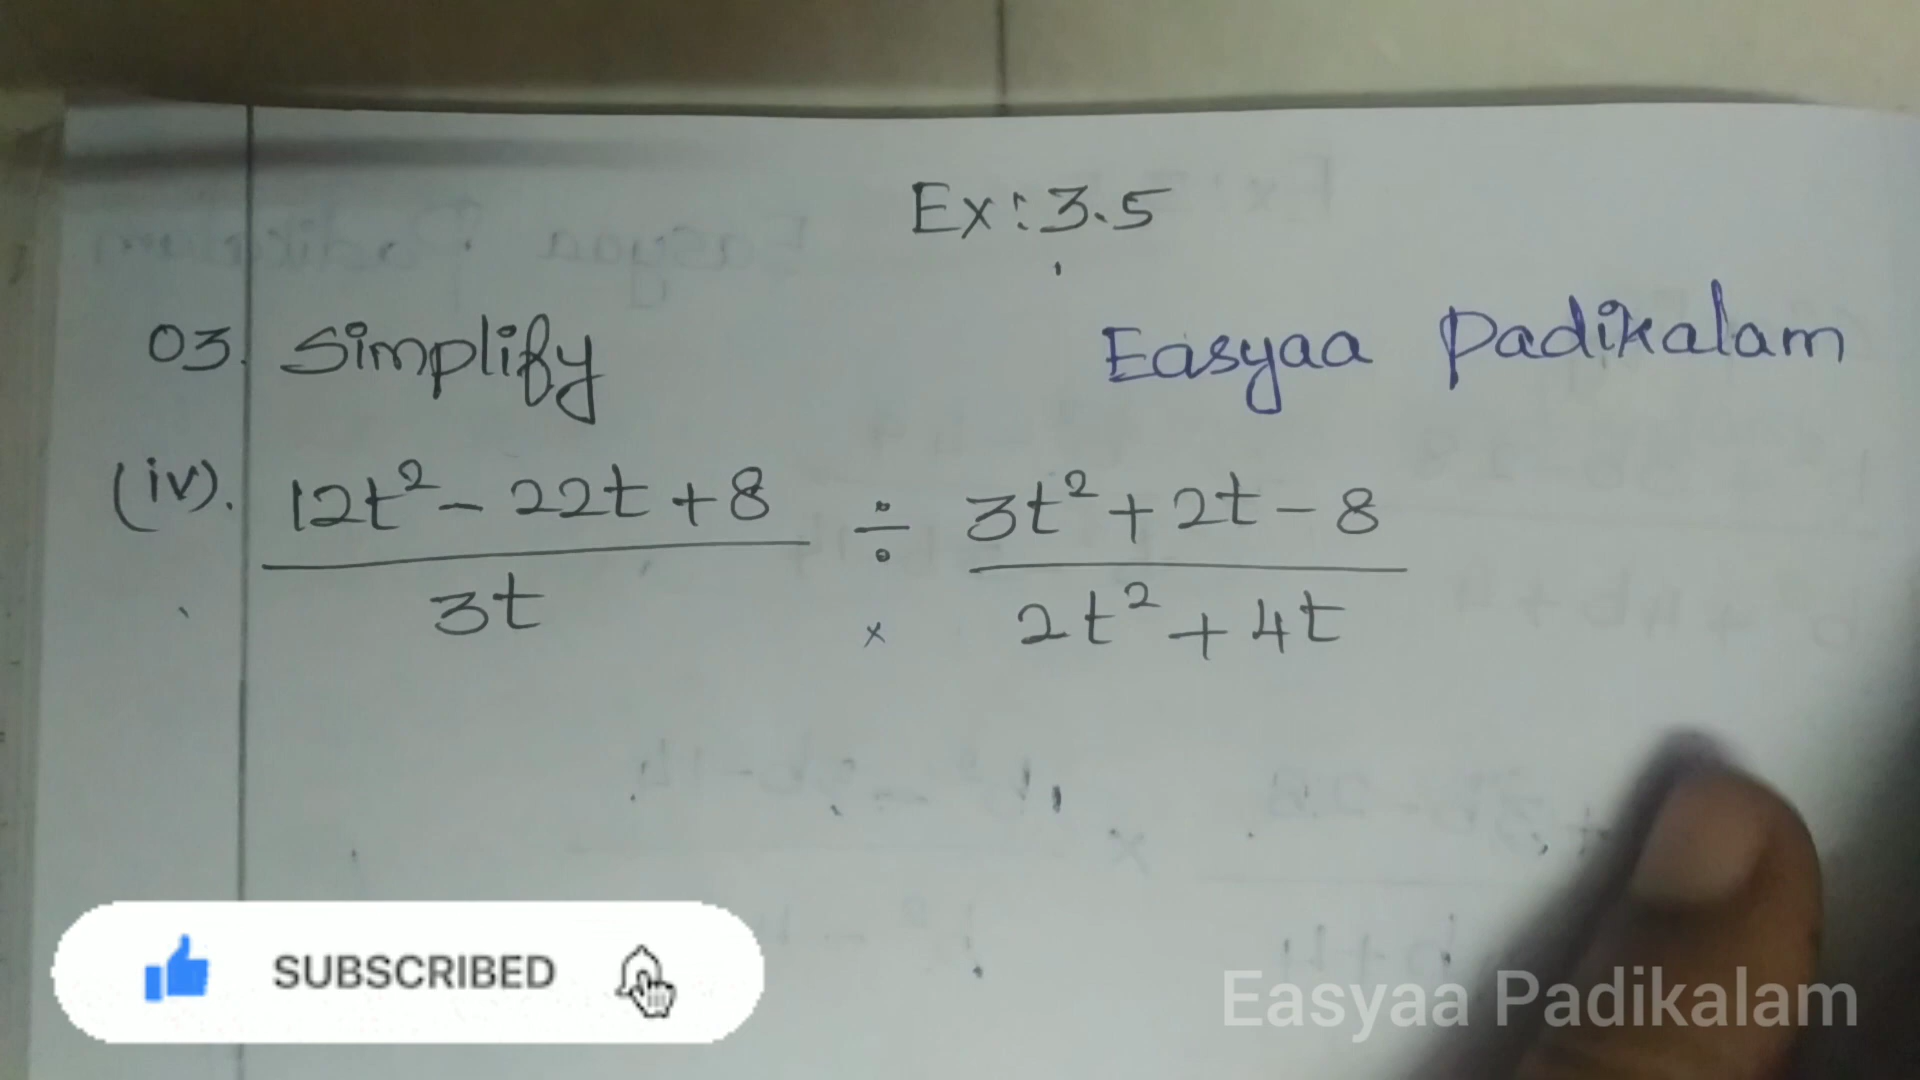 Ex: 3.5
03. Simplify
Easyaa Padikalam
(iv). 12t² - 22t + 8 / 3t ÷ 3t² + 2t - 8 / 2t² + 4t
×
SUBSCRIBED
Easyaa Padikalam